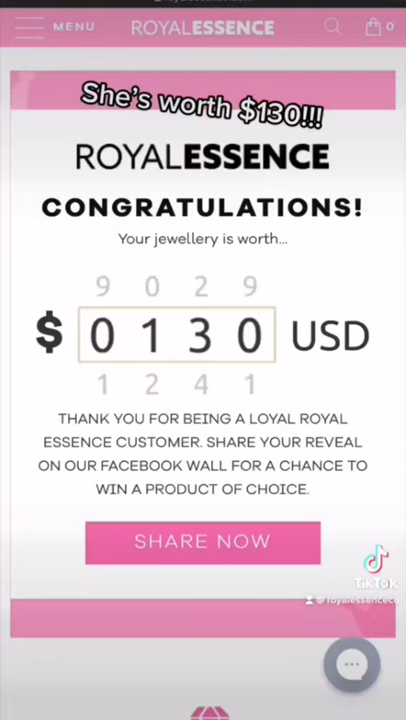 MENU ROYALESSENCE 0
She's worth $130!!!
ROYALESSENCE
CONGRATULATIONS!
Your jewellery is worth...
9 0 2 9
$ 0 1 3 0 USD
1 2 4 1
THANK YOU FOR BEING A LOYAL ROYAL
ESSENCE CUSTOMER. SHARE YOUR REVEAL
ON OUR FACEBOOK WALL FOR A CHANCE TO
WIN A PRODUCT OF CHOICE.
SHARE NOW
TikTok
@royalessenceco